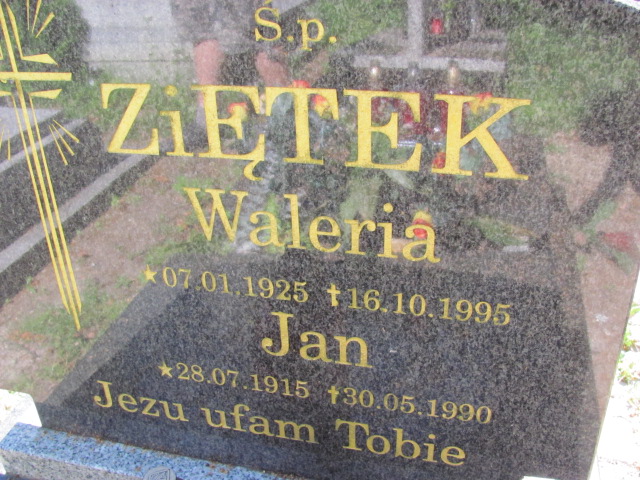 Ś.p.
ZiĘTEK
Waleria
★07.01.1925 ✝16.10.1995
Jan
★28.07.1915 ✝30.05.1990
Jezu ufam Tobie